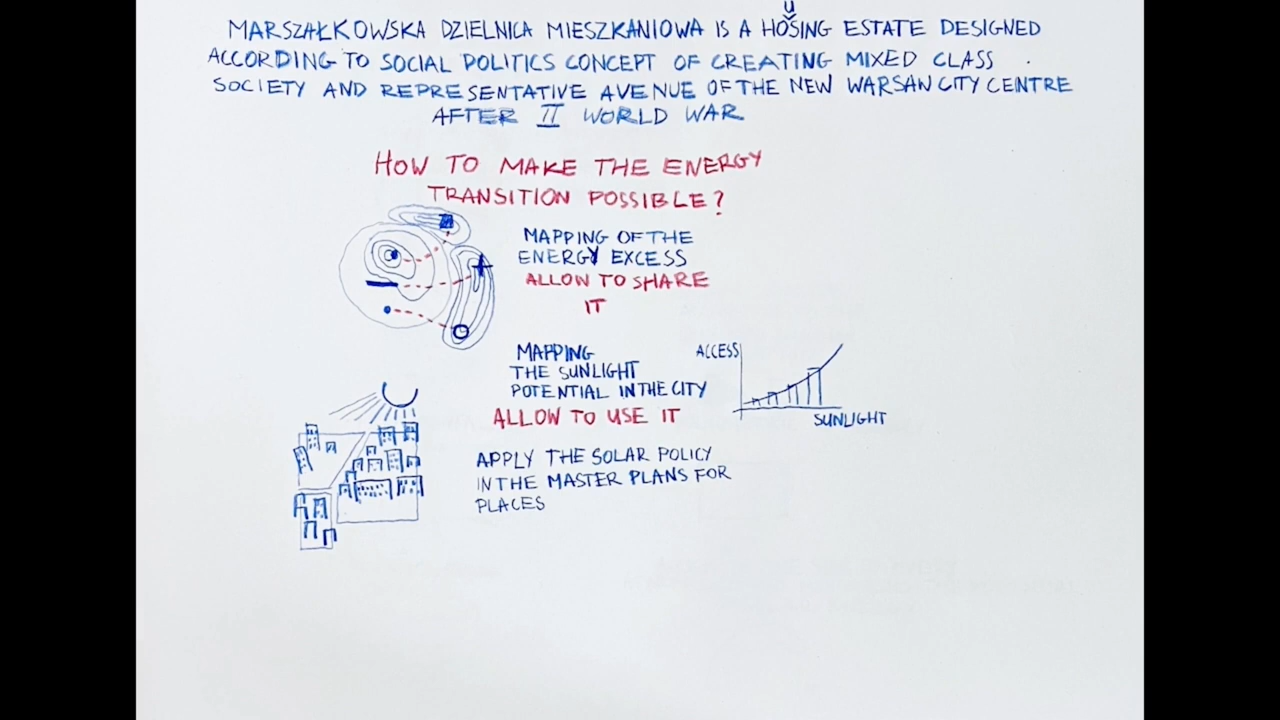 MARSZAŁKOWSKA DZIELNICA MIESZKANIOWA IS A HOUSING ESTATE DESIGNED
ACCORDING TO SOCIAL POLITICS CONCEPT OF CREATING MIXED CLASS
SOCIETY AND REPRESENTATIVE AVENUE OF THE NEW WARSAN CITY CENTRE
AFTER II WORLD WAR
HOW TO MAKE THE ENERGY
TRANSITION POSSIBLE?
MAPPING OF THE
ENERGY EXCESS
ALLOW TO SHARE
IT
MAPPING
THE SUNLIGHT
POTENTIAL IN THE CITY
ALLOW TO USE IT
ACCESS
SUNLIGHT
APPLY THE SOLAR POLICY
IN THE MASTER PLANS FOR
PLACES